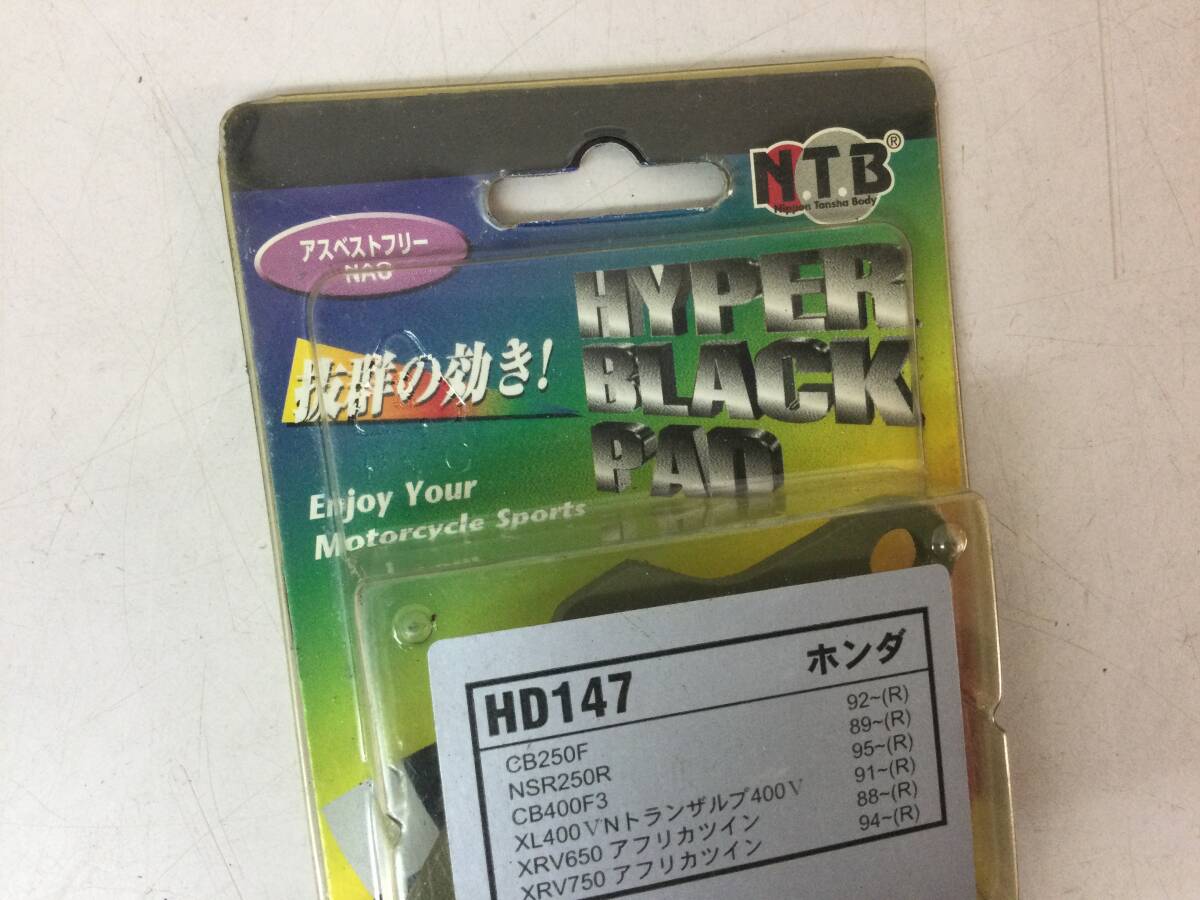 N.T.B®
Nippon Tansha Body
アスベストフリー
NAO
HYPER
BLACK
PAD
抜群の効き!
Enjoy Your
Motorcycle Sports
HD147 ホンダ
CB250F 92~(R)
NSR250R 89~(R)
CB400F3 95~(R)
XL400VNトランザルプ400V 91~(R)
XRV650 アフリカツイン 88~(R)
XRV750 アフリカツイン 94~(R)